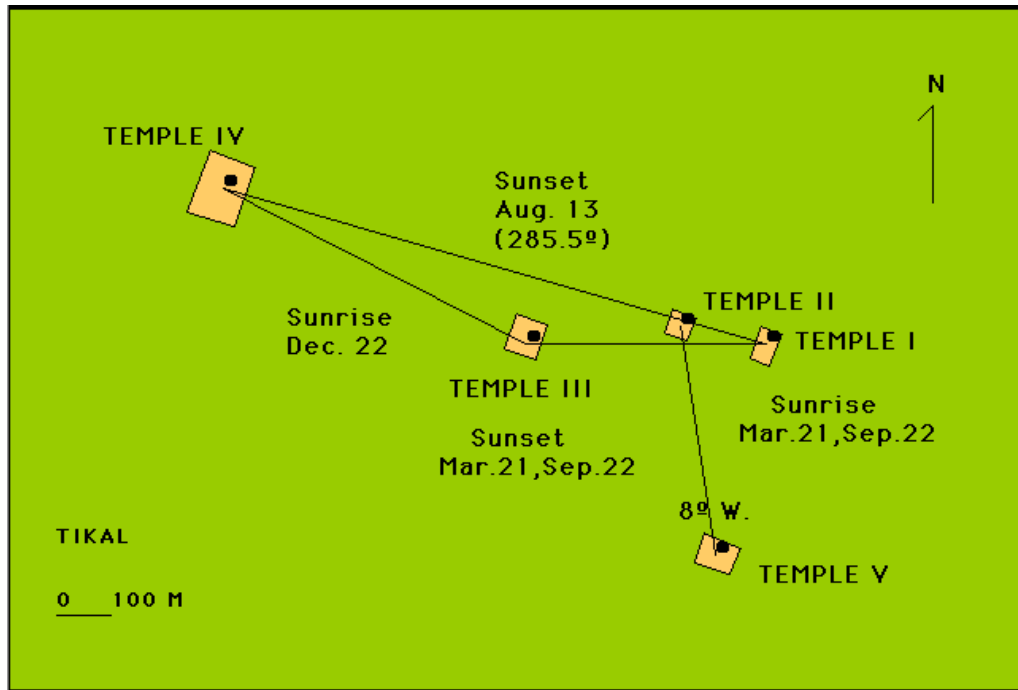 N
TEMPLE IV
Sunset
Aug. 13
(285.5º)
TEMPLE II
Sunrise
Dec. 22
TEMPLE I
TEMPLE III
Sunrise
Mar.21,Sep.22
Sunset
Mar.21,Sep.22
8º W.
TIKAL
TEMPLE V
0 100 M